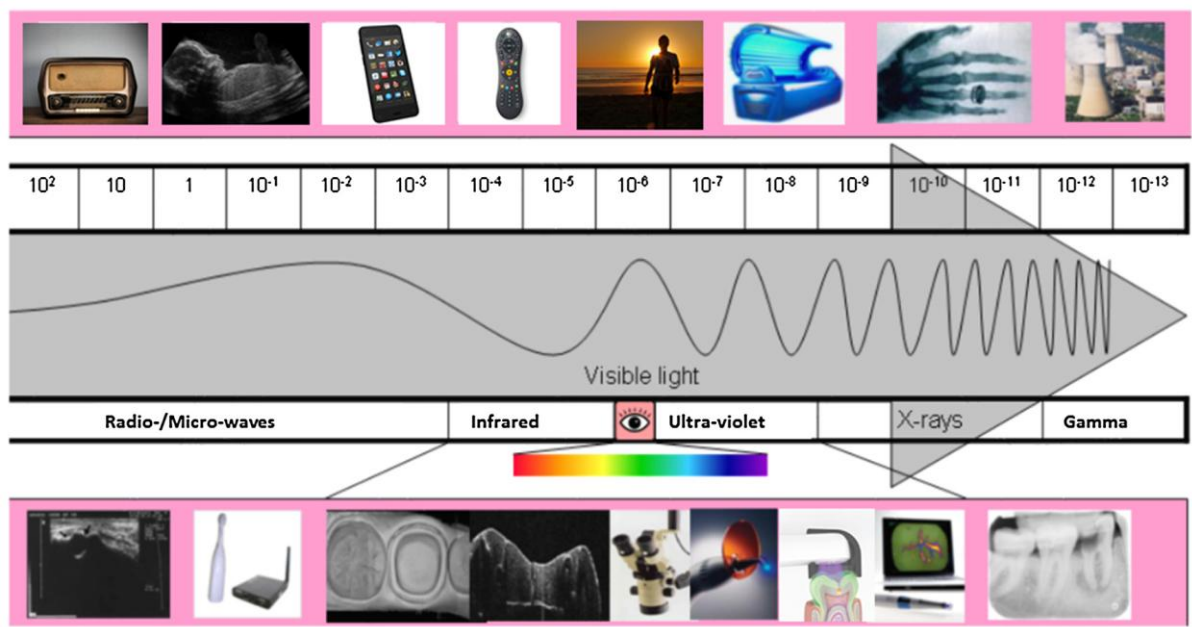 10² 10 1 10⁻¹ 10⁻² 10⁻³ 10⁻⁴ 10⁻⁵ 10⁻⁶ 10⁻⁷ 10⁻⁸ 10⁻⁹ 10⁻¹⁰ 10⁻¹¹ 10⁻¹² 10⁻¹³
Visible light
Radio-/Micro-waves Infrared Ultra-violet X-rays Gamma